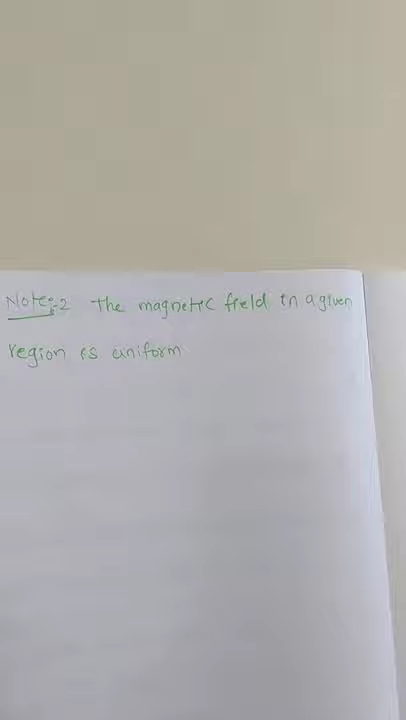 Note:-2 The magnetic field in a given
region is uniform